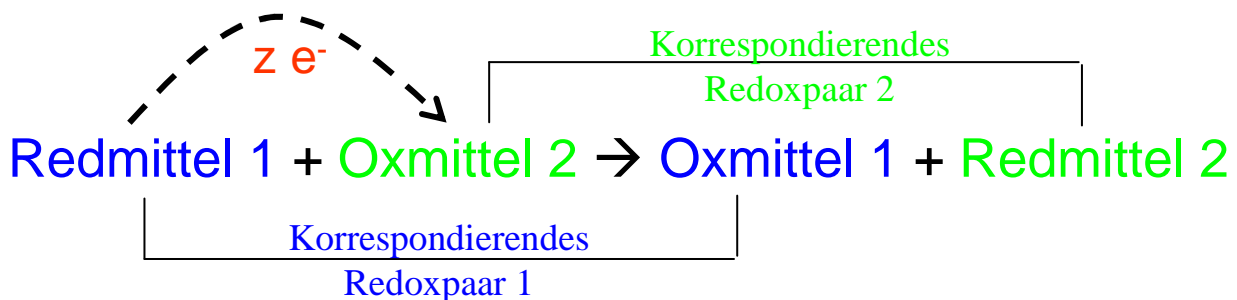 z e-
Korrespondierendes
Redoxpaar 2
Redmittel 1 + Oxmittel 2 → Oxmittel 1 + Redmittel 2
Korrespondierendes
Redoxpaar 1